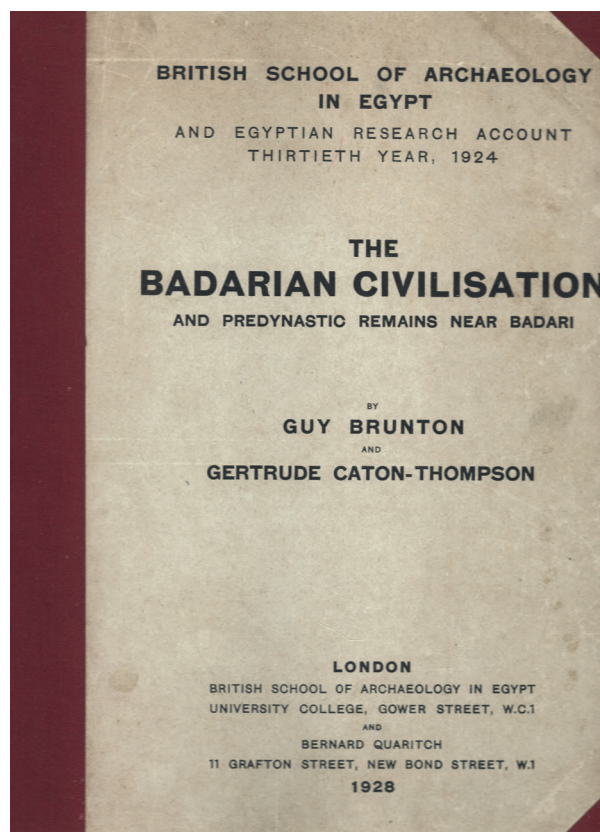 BRITISH SCHOOL OF ARCHAEOLOGY
IN EGYPT
AND EGYPTIAN RESEARCH ACCOUNT
THIRTIETH YEAR, 1924
THE
BADARIAN CIVILISATION
AND PREDYNASTIC REMAINS NEAR BADARI
BY
GUY BRUNTON
AND
GERTRUDE CATON-THOMPSON
LONDON
BRITISH SCHOOL OF ARCHAEOLOGY IN EGYPT
UNIVERSITY COLLEGE, GOWER STREET, W.C.1
AND
BERNARD QUARITCH
11 GRAFTON STREET, NEW BOND STREET, W.1
1928